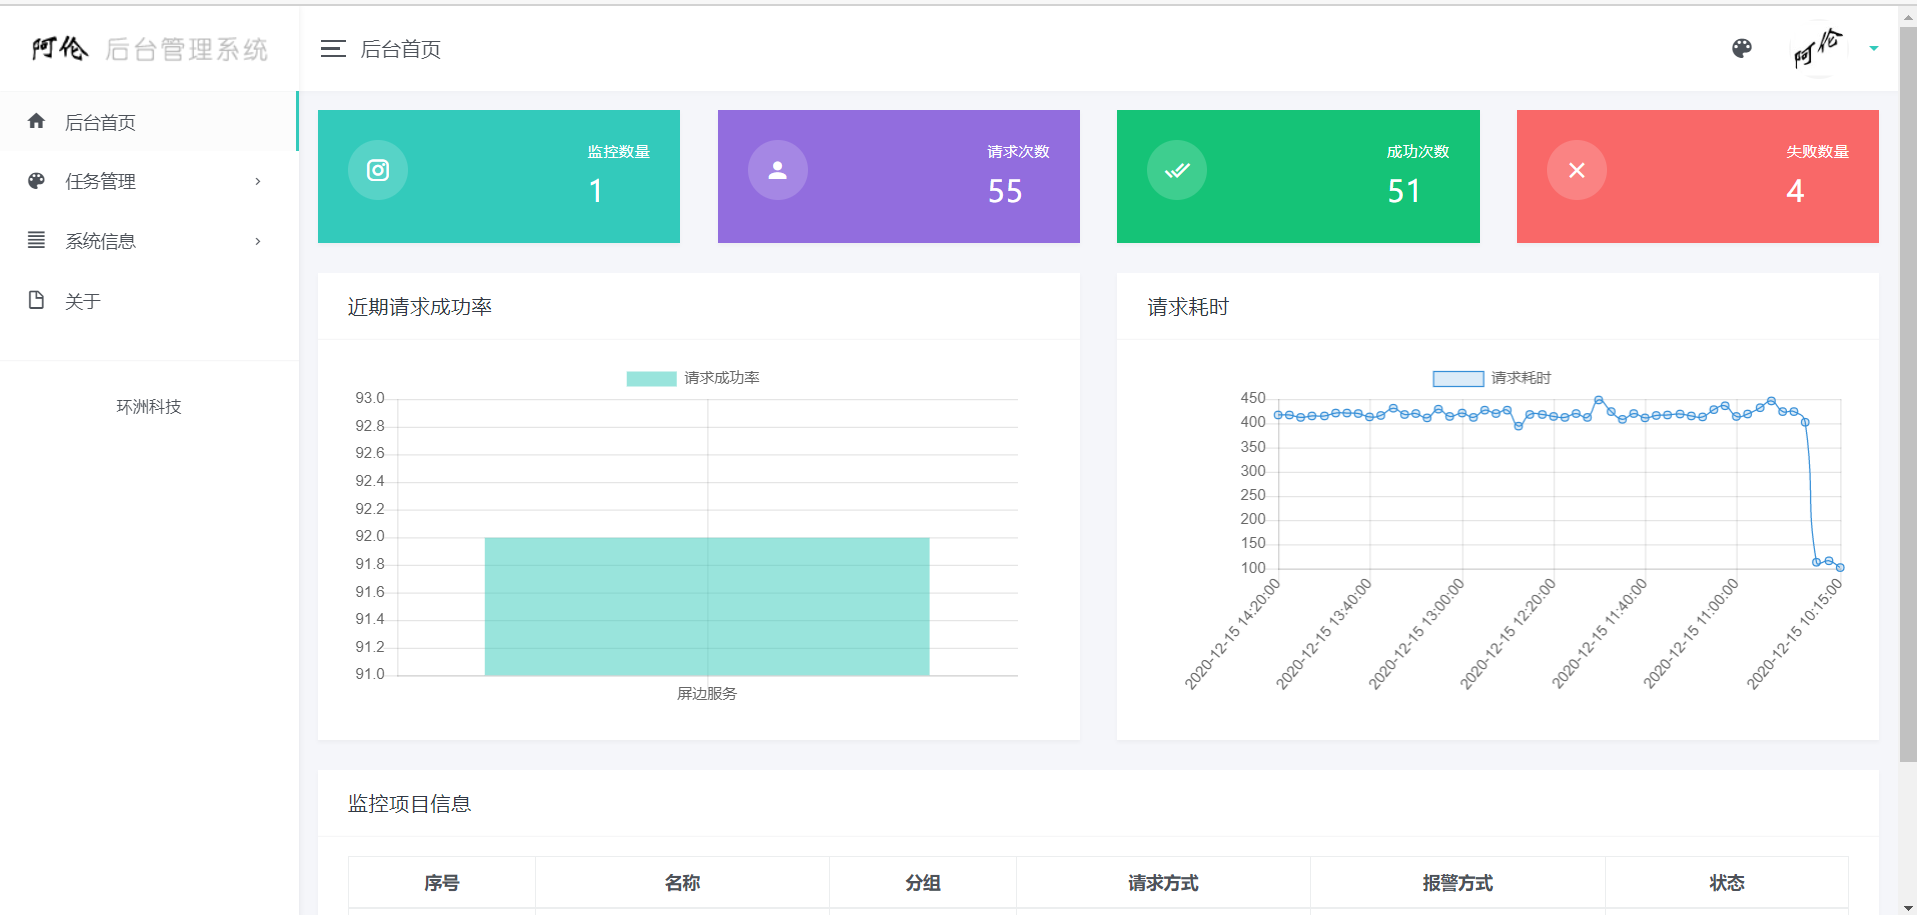 阿伦 后台管理系统
后台首页
阿伦
后台首页
任务管理
系统信息
关于
环洲科技
监控数量
1
请求次数
55
成功次数
51
失败数量
4
近期请求成功率
请求成功率
93.0
92.8
92.6
92.4
92.2
92.0
91.8
91.6
91.4
91.2
91.0
屏边服务
请求耗时
请求耗时
450
400
350
300
250
200
150
100
2020-12-15 14:20:00
2020-12-15 13:40:00
2020-12-15 13:00:00
2020-12-15 12:20:00
2020-12-15 11:40:00
2020-12-15 11:00:00
2020-12-15 10:15:00
监控项目信息
序号 名称 分组 请求方式 报警方式 状态